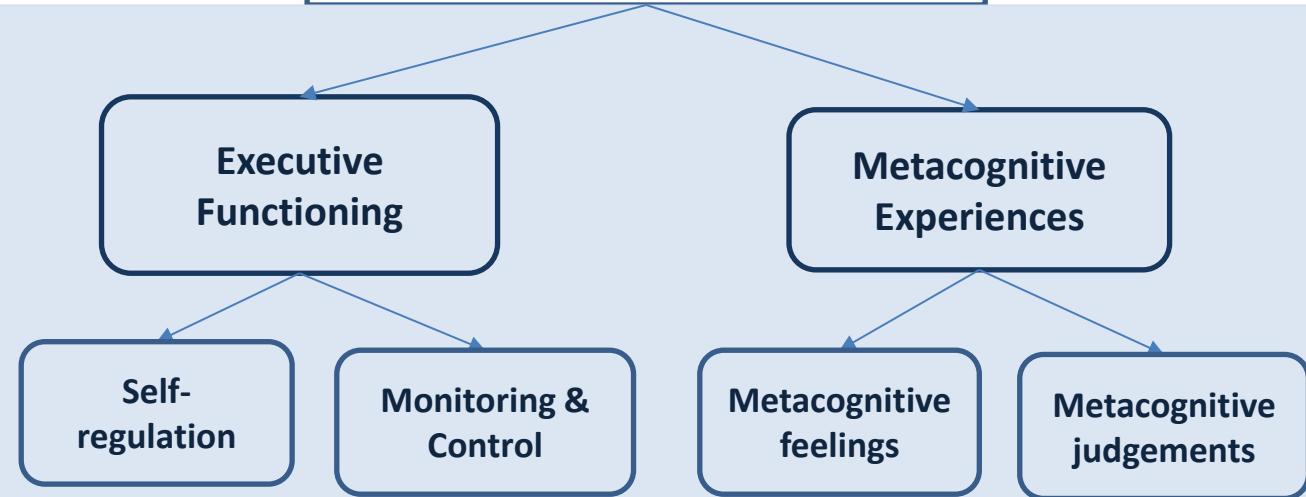 Executive
Functioning
Metacognitive
Experiences
Self-
regulation
Monitoring &
Control
Metacognitive
feelings
Metacognitive
judgements